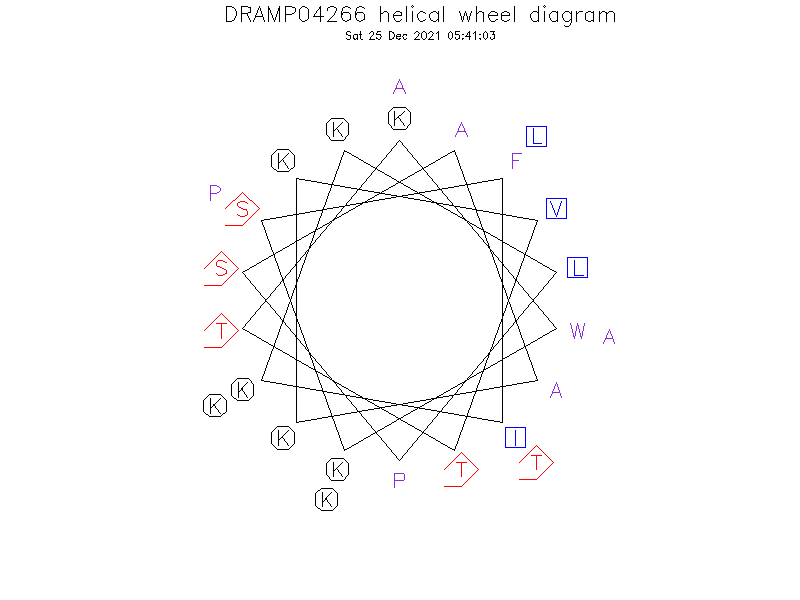 DRAMP04266 helical wheel diagram
Sat 25 Dec 2021 05:41:03
A
K
K
A
L
K
F
P
S
V
S
L
T
W
A
K
K
A
K
I
K
T
T
P
K